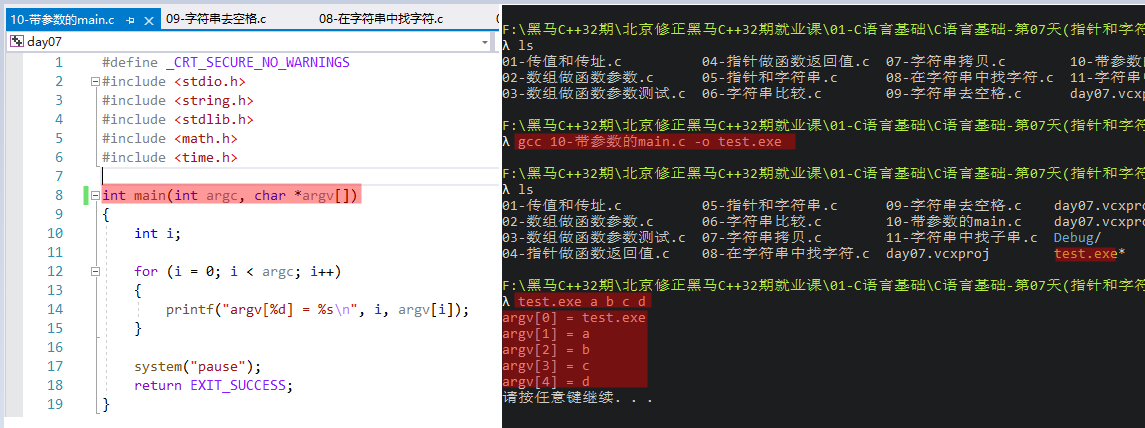 10-带参数的main.c
09-字符串去空格.c
08-在字符串中找字符.c
day07
1 #define _CRT_SECURE_NO_WARNINGS
2 #include <stdio.h>
3 #include <string.h>
4 #include <stdlib.h>
5 #include <math.h>
6 #include <time.h>
7
8 int main(int argc, char *argv[])
9 {
10 int i;
11
12 for (i = 0; i < argc; i++)
13 {
14 printf("argv[%d] = %s\n", i, argv[i]);
15 }
16
17 system("pause");
18 return EXIT_SUCCESS;
19 }
F:\黑马C++32期\北京修正黑马C++32期就业课\01-C语言基础\C语言基础-第07天(指针和字符
λ ls
01-传值和传址.c 04-指针做函数返回值.c 07-字符串拷贝.c 10-带参数
02-数组做函数参数.c 05-指针和字符串.c 08-在字符串中找字符.c 11-字符串中
03-数组做函数参数测试.c 06-字符串比较.c 09-字符串去空格.c day07.vcxp
F:\黑马C++32期\北京修正黑马C++32期就业课\01-C语言基础\C语言基础-第07天(指针和字符
λ gcc 10-带参数的main.c -o test.exe
F:\黑马C++32期\北京修正黑马C++32期就业课\01-C语言基础\C语言基础-第07天(指针和字符
λ ls
01-传值和传址.c 05-指针和字符串.c 09-字符串去空格.c day07.vcxpro
02-数组做函数参数.c 06-字符串比较.c 10-带参数的main.c day07.vcxpro
03-数组做函数参数测试.c 07-字符串拷贝.c 11-字符串中找子串.c Debug/
04-指针做函数返回值.c 08-在字符串中找字符.c day07.vcxproj test.exe*
F:\黑马C++32期\北京修正黑马C++32期就业课\01-C语言基础\C语言基础-第07天(指针和字符
λ test.exe a b c d
argv[0] = test.exe
argv[1] = a
argv[2] = b
argv[3] = c
argv[4] = d
请按任意键继续. . .